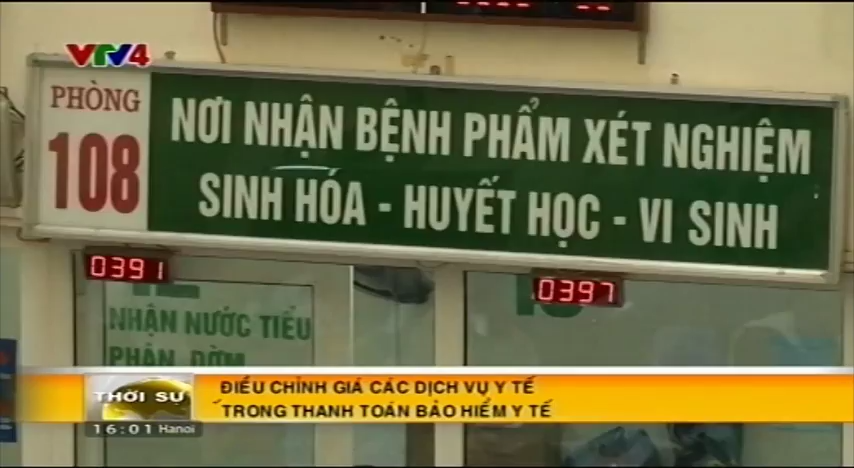 VTV4
PHÒNG
108
NƠI NHẬN BỆNH PHẨM XÉT NGHIỆM
SINH HÓA - HUYẾT HỌC - VI SINH
0391
0397
NHẬN NƯỚC TIỂU
PHÂN, ĐỜM
THỜI SỰ
ĐIỀU CHỈNH GIÁ CÁC DỊCH VỤ Y TẾ
TRONG THANH TOÁN BẢO HIỂM Y TẾ
16:01 Hanoi